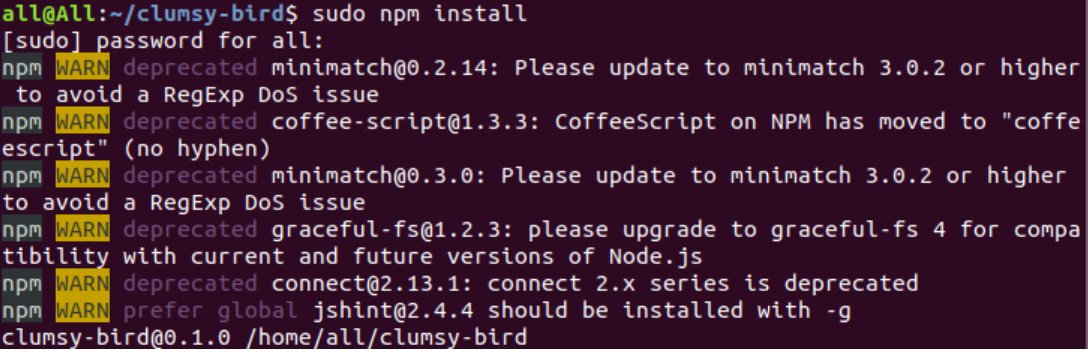 all@All:~/clumsy-bird$ sudo npm install
[sudo] password for all:
npm WARN deprecated minimatch@0.2.14: Please update to minimatch 3.0.2 or higher
 to avoid a RegExp DoS issue
npm WARN deprecated coffee-script@1.3.3: CoffeeScript on NPM has moved to "coffe
escript" (no hyphen)
npm WARN deprecated minimatch@0.3.0: Please update to minimatch 3.0.2 or higher
to avoid a RegExp DoS issue
npm WARN deprecated graceful-fs@1.2.3: please upgrade to graceful-fs 4 for compa
tibility with current and future versions of Node.js
npm WARN deprecated connect@2.13.1: connect 2.x series is deprecated
npm WARN prefer global jshint@2.4.4 should be installed with -g
clumsy-bird@0.1.0 /home/all/clumsy-bird